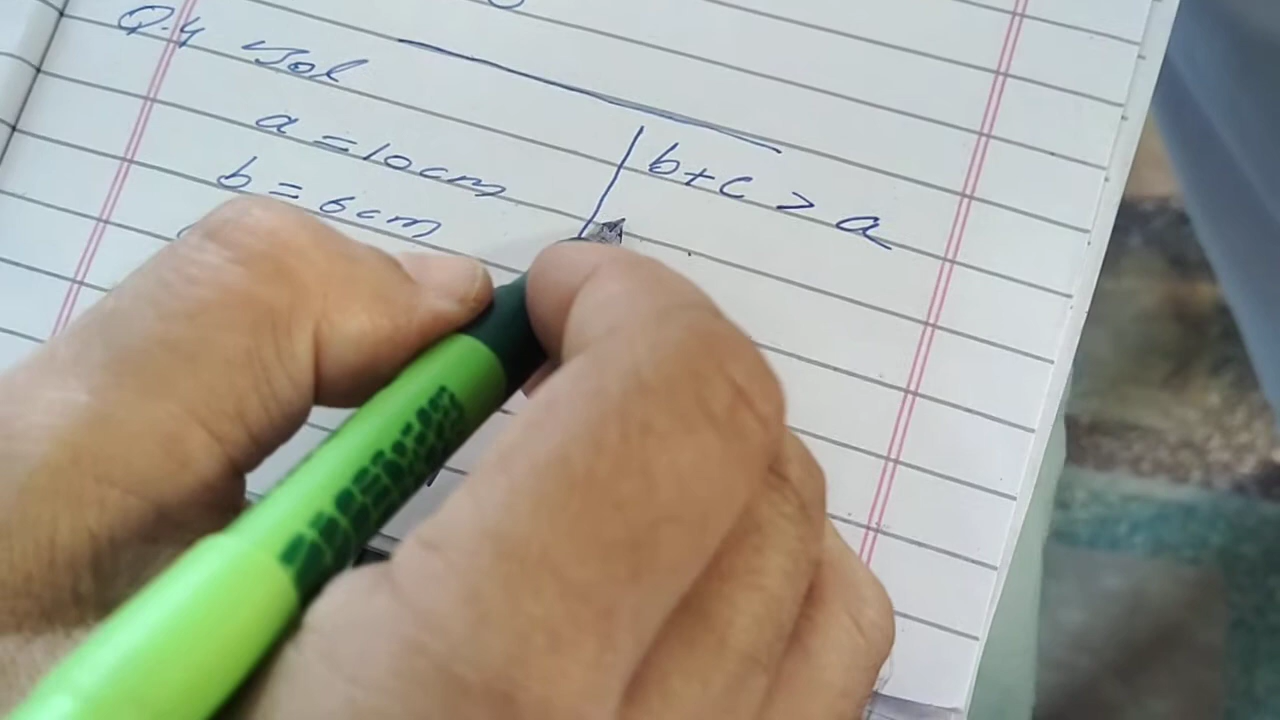 Q.4 Sol
a = 10cm
b = 6cm
b+c > a